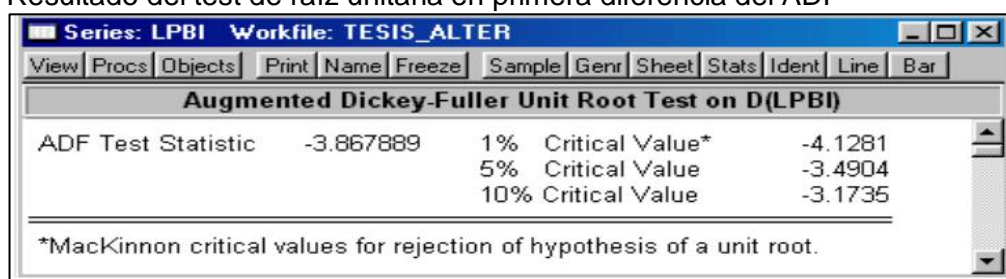 Resultado del test de raíz unitaria en primera diferencia del ADF
Series: LPBI Workfile: TESIS_ALTER
View Procs Objects Print Name Freeze Sample Genr Sheet Stats Ident Line Bar
Augmented Dickey-Fuller Unit Root Test on D(LPBI)
ADF Test Statistic -3.867889 1% Critical Value* -4.1281
5% Critical Value -3.4904
10% Critical Value -3.1735
*MacKinnon critical values for rejection of hypothesis of a unit root.